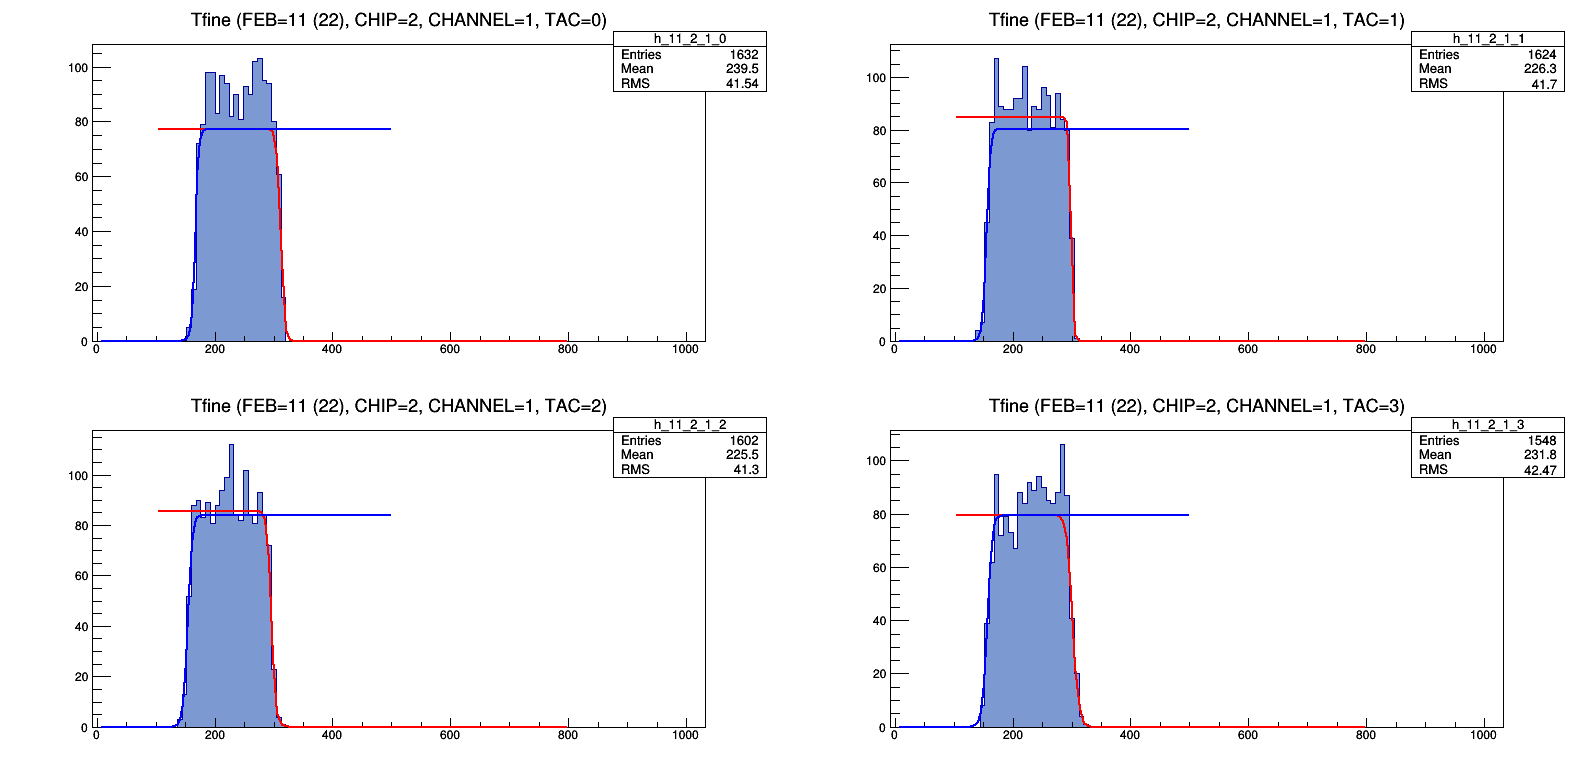 Tfine (FEB=11 (22), CHIP=2, CHANNEL=1, TAC=0)
h_11_2_1_0
Entries 1632
Mean 239.5
RMS 41.54
100
80
60
40
20
0
0 200 400 600 800 1000
Tfine (FEB=11 (22), CHIP=2, CHANNEL=1, TAC=1)
h_11_2_1_1
Entries 1624
Mean 226.3
RMS 41.7
100
80
60
40
20
0
0 200 400 600 800 1000
Tfine (FEB=11 (22), CHIP=2, CHANNEL=1, TAC=2)
h_11_2_1_2
Entries 1602
Mean 225.5
RMS 41.3
100
80
60
40
20
0
0 200 400 600 800 1000
Tfine (FEB=11 (22), CHIP=2, CHANNEL=1, TAC=3)
h_11_2_1_3
Entries 1548
Mean 231.8
RMS 42.47
100
80
60
40
20
0
0 200 400 600 800 1000